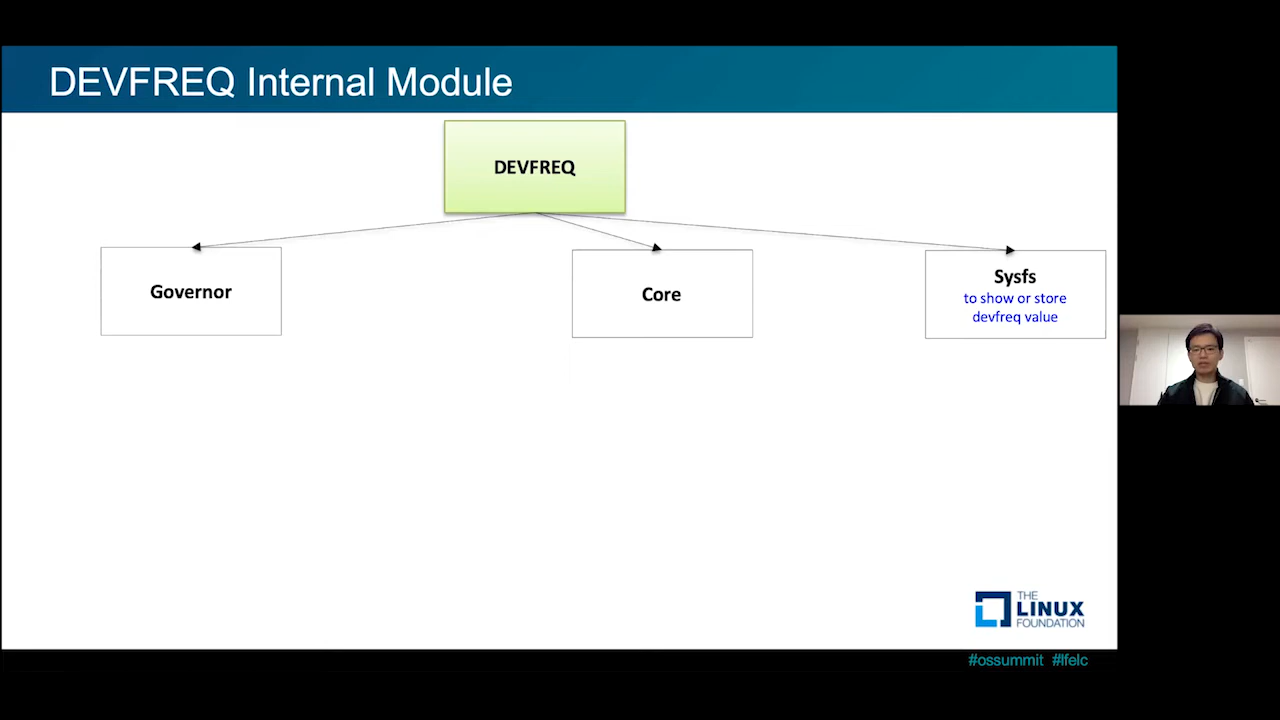 DEVFREQ Internal Module
DEVFREQ
Governor
Core
Sysfs
to show or store
devfreq value
THE
LINUX
FOUNDATION
#ossummit #lfelc